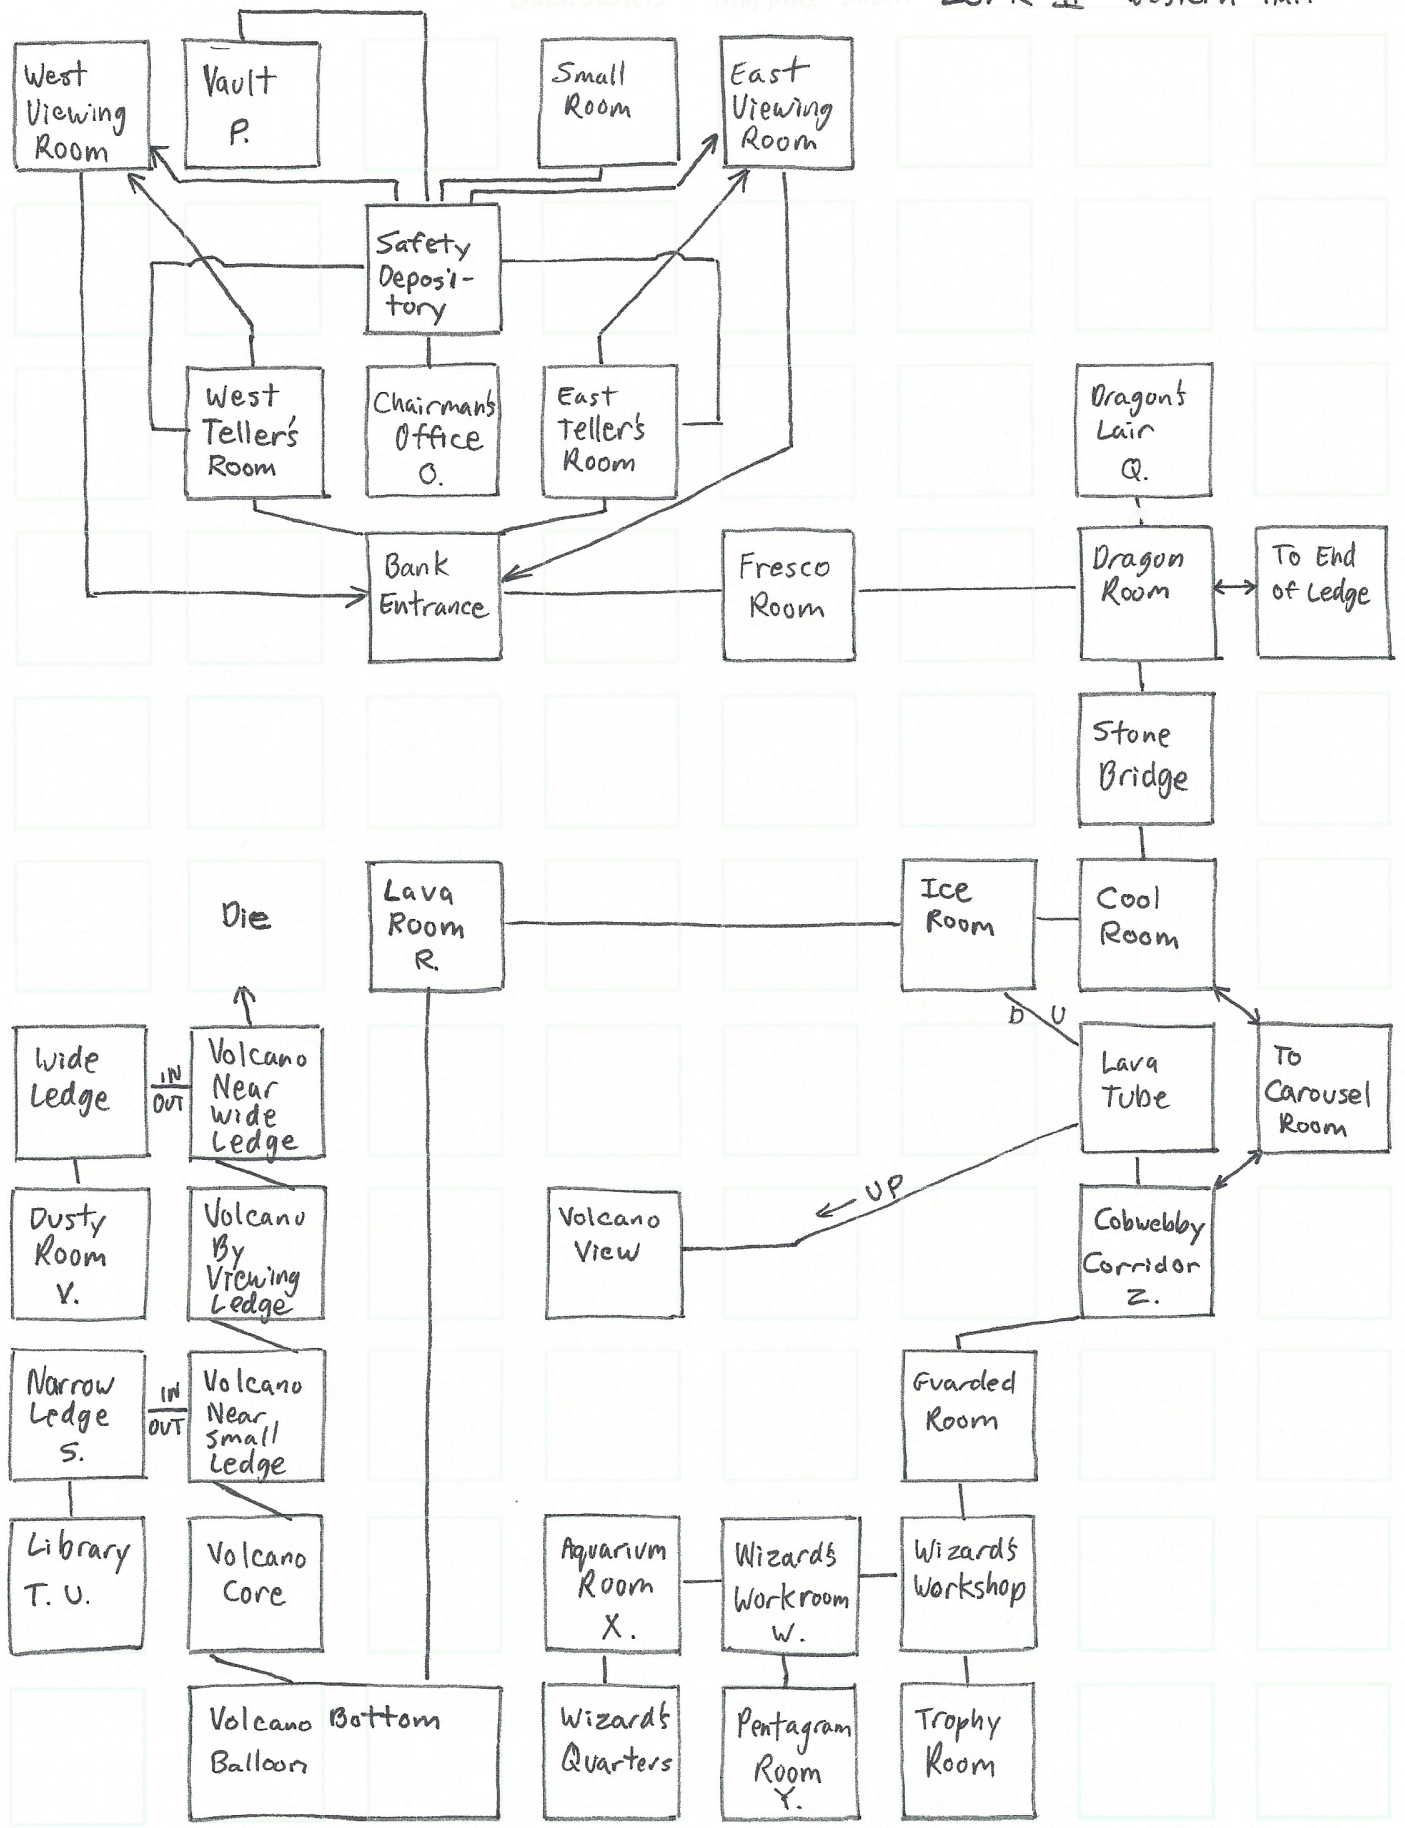 Questbusters Mapping Sheet
West
Viewing
Room
Vault
P.
Small
Room
East
Viewing
Room
Safety
Deposi-
tory
West
Teller's
Room
Chairman's
Office
O.
East
Teller's
Room
Dragon's
Lair
Q.
Bank
Entrance
Fresco
Room
Dragon
Room
To End
of Ledge
Stone
Bridge
Die
Lava
Room
R.
Ice
Room
Cool
Room
D U
Wide
Ledge
IN
OUT
Volcano
Near
Wide
Ledge
Lava
Tube
To
Carousel
Room
UP
Dusty
Room
V.
Volcano
By
Viewing
Ledge
Volcano
View
Cobwebby
Corridor
Z.
Narrow
Ledge
S.
IN
OUT
Volcano
Near
Small
Ledge
Guarded
Room
Library
T. U.
Volcano
Core
Aquarium
Room
X.
Wizard's
Workroom
W.
Wizard's
Workshop
Volcano Bottom
Balloon
Wizard's
Quarters
Pentagram
Room
Y.
Trophy
Room